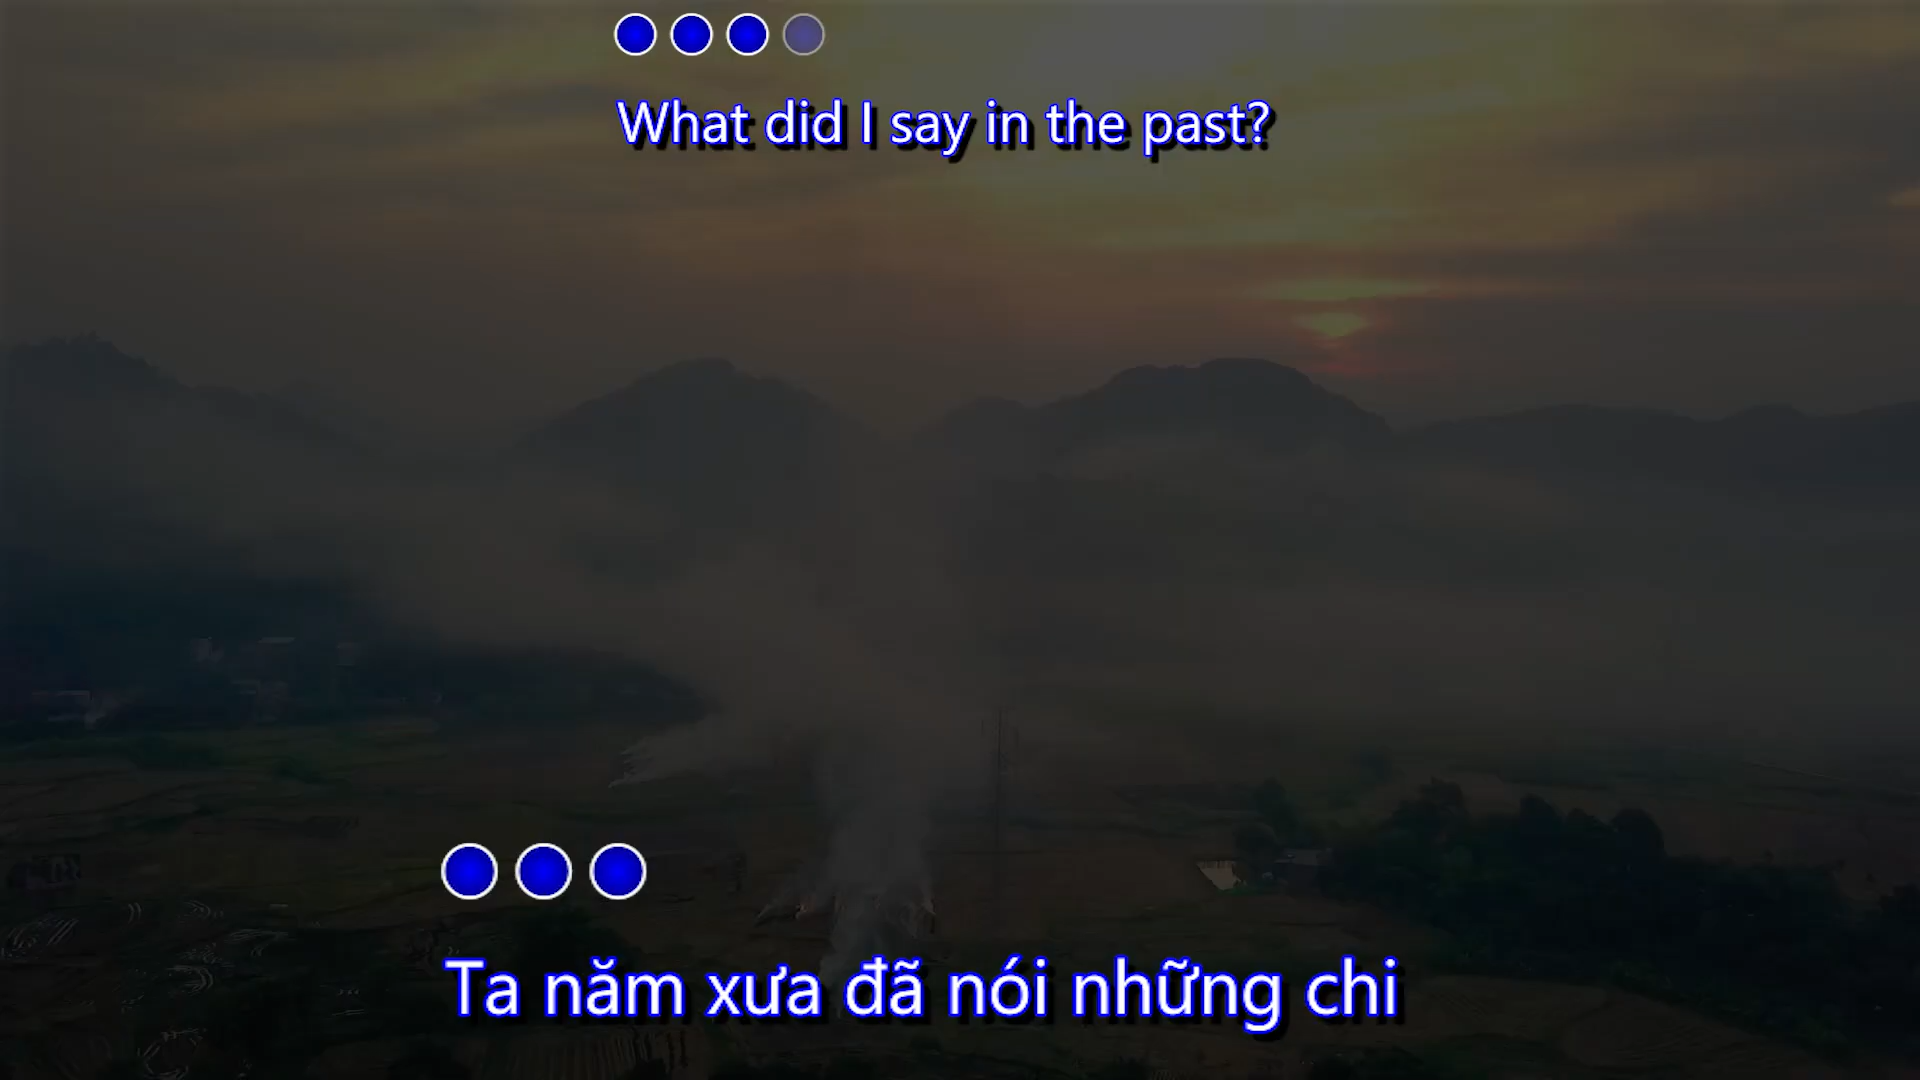 What did I say in the past?
Ta năm xưa đã nói những chi